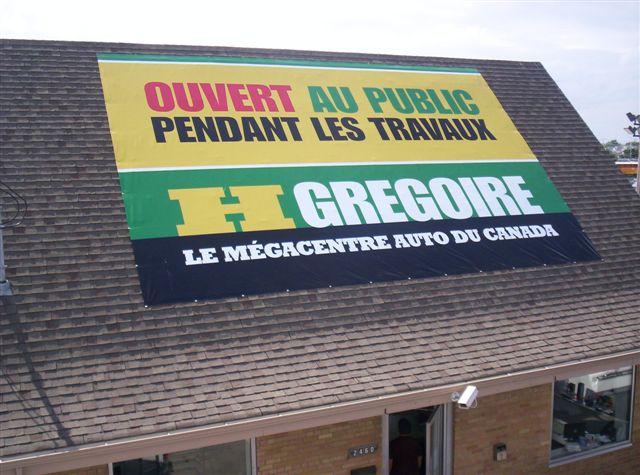 OUVERT AU PUBLIC
PENDANT LES TRAVAUX
H GREGOIRE
LE MÉGACENTRE AUTO DU CANADA
2460